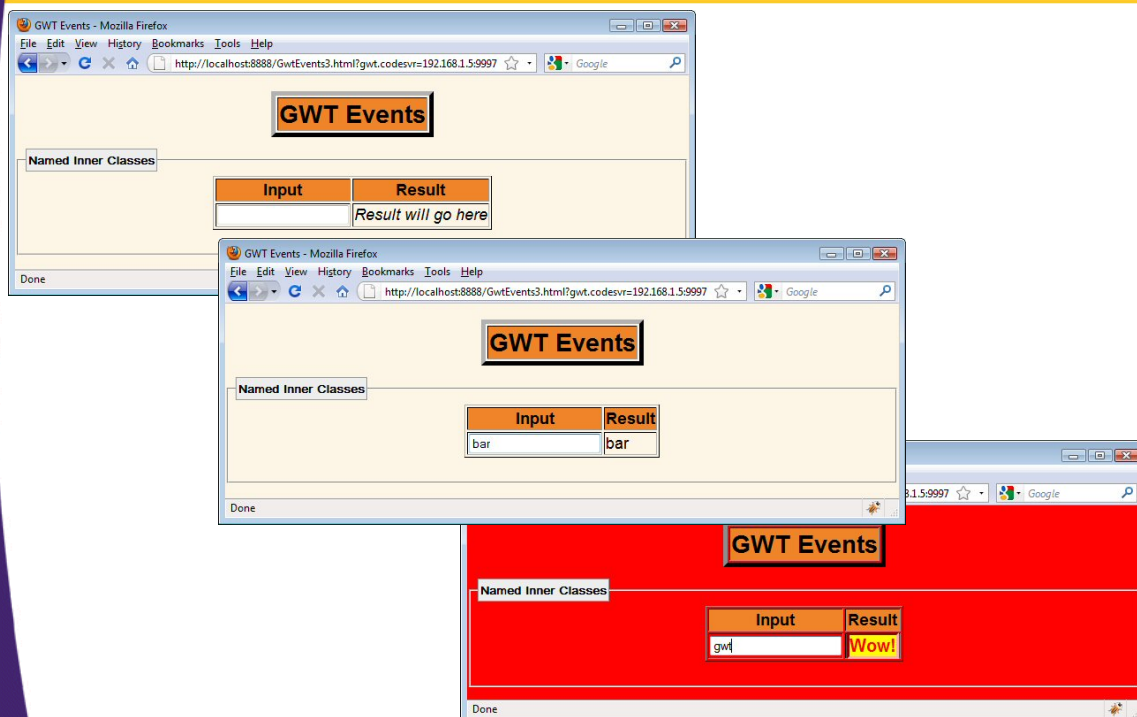 GWT Events - Mozilla Firefox
File Edit View History Bookmarks Tools Help
http://localhost:8888/GwtEvents3.html?gwt.codesvr=192.168.1.5:9997 Google
GWT Events
Named Inner Classes
Input Result
Result will go here
Done
GWT Events - Mozilla Firefox
File Edit View History Bookmarks Tools Help
http://localhost:8888/GwtEvents3.html?gwt.codesvr=192.168.1.5:9997 Google
GWT Events
Named Inner Classes
Input Result
bar bar
Done
.1.5:9997 Google
GWT Events
Named Inner Classes
Input Result
gwt Wow!
Done